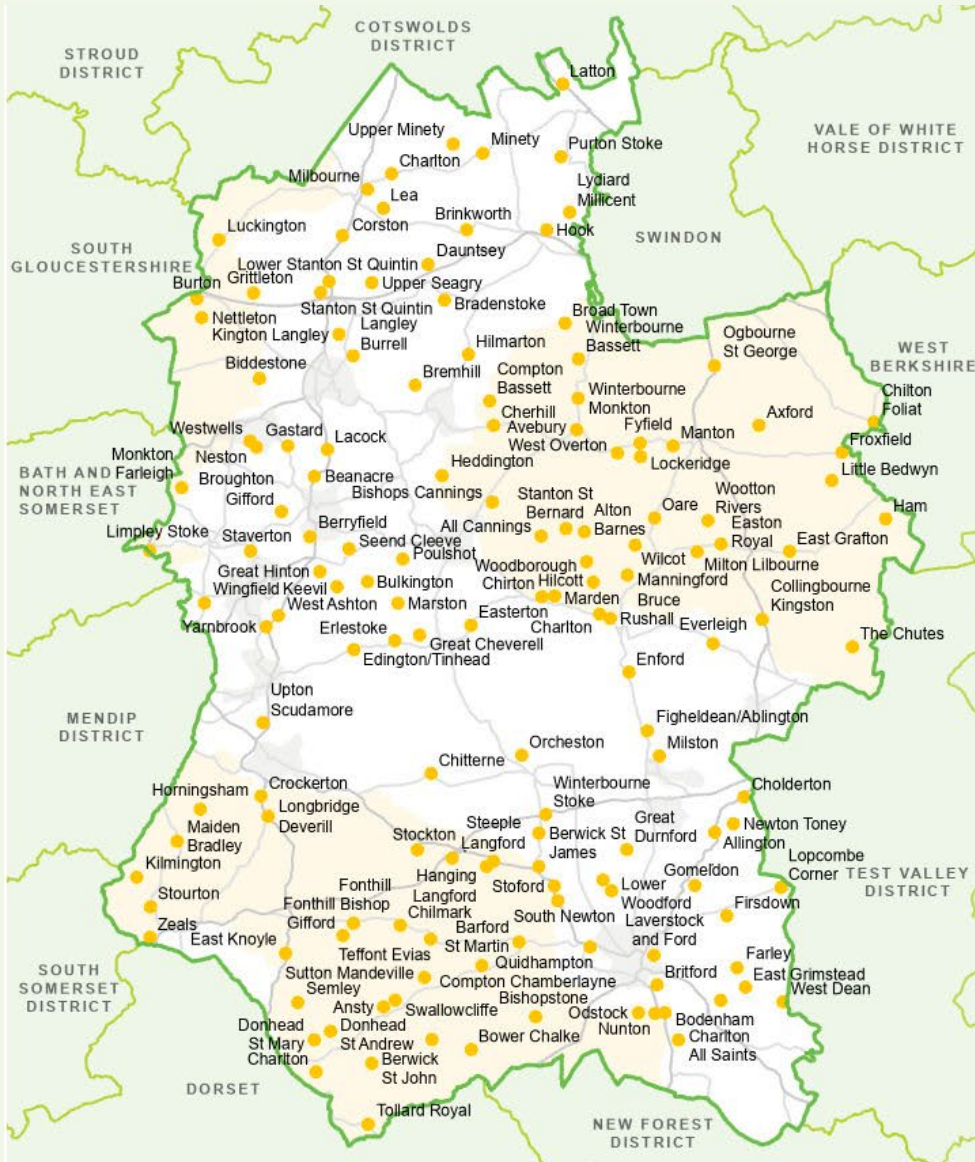 COTSWOLDS
DISTRICT
STROUD
DISTRICT
Latton
VALE OF WHITE
HORSE DISTRICT
Upper Minety
Minety
Purton Stoke
Charlton
Milbourne
Lea
Lydiard
Millicent
Luckington
Corston
Brinkworth
Hook
SWINDON
SOUTH
GLOUCESTERSHIRE
Dauntsey
Lower Stanton St Quintin
Burton
Grittleton
Upper Seagry
Stanton St Quintin
Bradenstoke
Nettleton
Kington Langley
Langley
Burrell
Broad Town
Winterbourne
Bassett
Ogbourne
St George
WEST
BERKSHIRE
Hilmarton
Biddestone
Bremhill
Compton
Bassett
Winterbourne
Monkton
Axford
Chilton
Foliat
Cherhill
Avebury
Fyfield
Manton
Westwells
Gastard
Lacock
West Overton
Lockeridge
Froxfield
Neston
Monkton
Farleigh
Little Bedwyn
BATH AND
NORTH EAST
SOMERSET
Broughton
Gifford
Beanacre
Heddington
Bishops Cannings
Stanton St
Bernard
Alton
Barnes
Oare
Wootton
Rivers
Ham
Limpley Stoke
Staverton
Berryfield
Seend Cleeve
Poulshot
All Cannings
Easton
Royal
East Grafton
Wilcot
Milton Lilbourne
Great Hinton
Woodborough
Wingfield
Keevil
Bulkington
Chirton
Hilcott
Manningford
Bruce
Collingbourne
Kingston
West Ashton
Marston
Marden
Easterton
Yarnbrook
Erlestoke
Charlton
Rushall
Everleigh
The Chutes
Great Cheverell
Edington/Tinhead
Enford
Upton
Scudamore
MENDIP
DISTRICT
Figheldean/Ablington
Orcheston
Milston
Chitterne
Horningsham
Crockerton
Winterbourne
Stoke
Cholderton
Longbridge
Deverill
Maiden
Bradley
Steeple
Langford
Berwick St
James
Great
Durnford
Newton Toney
Allington
Stockton
Kilmington
Hanging
Langford
Stoford
Lower
Woodford
Gomeldon
Lopcombe
Corner
TEST VALLEY
DISTRICT
Stourton
Fonthill
Bishop
Fonthill
Gifford
Chilmark
South Newton
Firsdown
Zeals
Barford
St Martin
Laverstock
and Ford
East Knoyle
Teffont Evias
Quidhampton
Farley
SOUTH
SOMERSET
DISTRICT
Sutton Mandeville
Compton Chamberlayne
Britford
East Grimstead
Semley
Bishopstone
West Dean
Ansty
Swallowcliffe
Odstock
Nunton
Bodenham
Donhead
St Mary
Donhead
St Andrew
Bower Chalke
Charlton
All Saints
Charlton
Berwick
St John
DORSET
Tollard Royal
NEW FOREST
DISTRICT